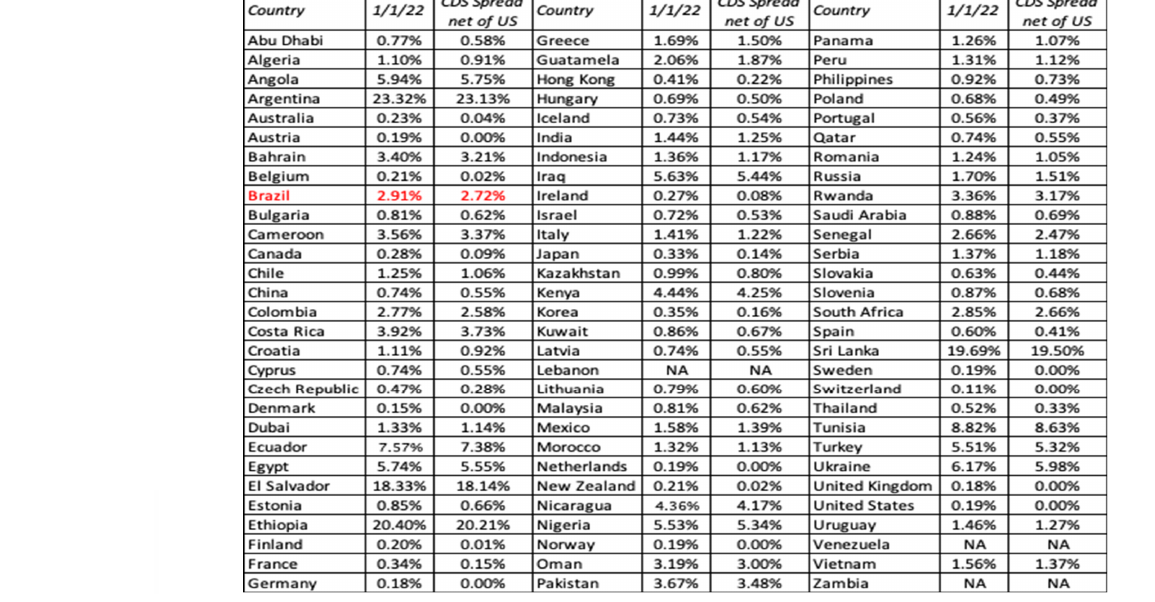 Country 1/1/22 CDS Spread net of US Country 1/1/22 CDS Spread net of US Country 1/1/22 CDS Spread net of US
Abu Dhabi 0.77% 0.58% Greece 1.69% 1.50% Panama 1.26% 1.07%
Algeria 1.10% 0.91% Guatamela 2.06% 1.87% Peru 1.31% 1.12%
Angola 5.94% 5.75% Hong Kong 0.41% 0.22% Philippines 0.92% 0.73%
Argentina 23.32% 23.13% Hungary 0.69% 0.50% Poland 0.68% 0.49%
Australia 0.23% 0.04% Iceland 0.73% 0.54% Portugal 0.56% 0.37%
Austria 0.19% 0.00% India 1.44% 1.25% Qatar 0.74% 0.55%
Bahrain 3.40% 3.21% Indonesia 1.36% 1.17% Romania 1.24% 1.05%
Belgium 0.21% 0.02% Iraq 5.63% 5.44% Russia 1.70% 1.51%
Brazil 2.91% 2.72% Ireland 0.27% 0.08% Rwanda 3.36% 3.17%
Bulgaria 0.81% 0.62% Israel 0.72% 0.53% Saudi Arabia 0.88% 0.69%
Cameroon 3.56% 3.37% Italy 1.41% 1.22% Senegal 2.66% 2.47%
Canada 0.28% 0.09% Japan 0.33% 0.14% Serbia 1.37% 1.18%
Chile 1.25% 1.06% Kazakhstan 0.99% 0.80% Slovakia 0.63% 0.44%
China 0.74% 0.55% Kenya 4.44% 4.25% Slovenia 0.87% 0.68%
Colombia 2.77% 2.58% Korea 0.35% 0.16% South Africa 2.85% 2.66%
Costa Rica 3.92% 3.73% Kuwait 0.86% 0.67% Spain 0.60% 0.41%
Croatia 1.11% 0.92% Latvia 0.74% 0.55% Sri Lanka 19.69% 19.50%
Cyprus 0.74% 0.55% Lebanon NA NA Sweden 0.19% 0.00%
Czech Republic 0.47% 0.28% Lithuania 0.79% 0.60% Switzerland 0.11% 0.00%
Denmark 0.15% 0.00% Malaysia 0.81% 0.62% Thailand 0.52% 0.33%
Dubai 1.33% 1.14% Mexico 1.58% 1.39% Tunisia 8.82% 8.63%
Ecuador 7.57% 7.38% Morocco 1.32% 1.13% Turkey 5.51% 5.32%
Egypt 5.74% 5.55% Netherlands 0.19% 0.00% Ukraine 6.17% 5.98%
El Salvador 18.33% 18.14% New Zealand 0.21% 0.02% United Kingdom 0.18% 0.00%
Estonia 0.85% 0.66% Nicaragua 4.36% 4.17% United States 0.19% 0.00%
Ethiopia 20.40% 20.21% Nigeria 5.53% 5.34% Uruguay 1.46% 1.27%
Finland 0.20% 0.01% Norway 0.19% 0.00% Venezuela NA NA
France 0.34% 0.15% Oman 3.19% 3.00% Vietnam 1.56% 1.37%
Germany 0.18% 0.00% Pakistan 3.67% 3.48% Zambia NA NA